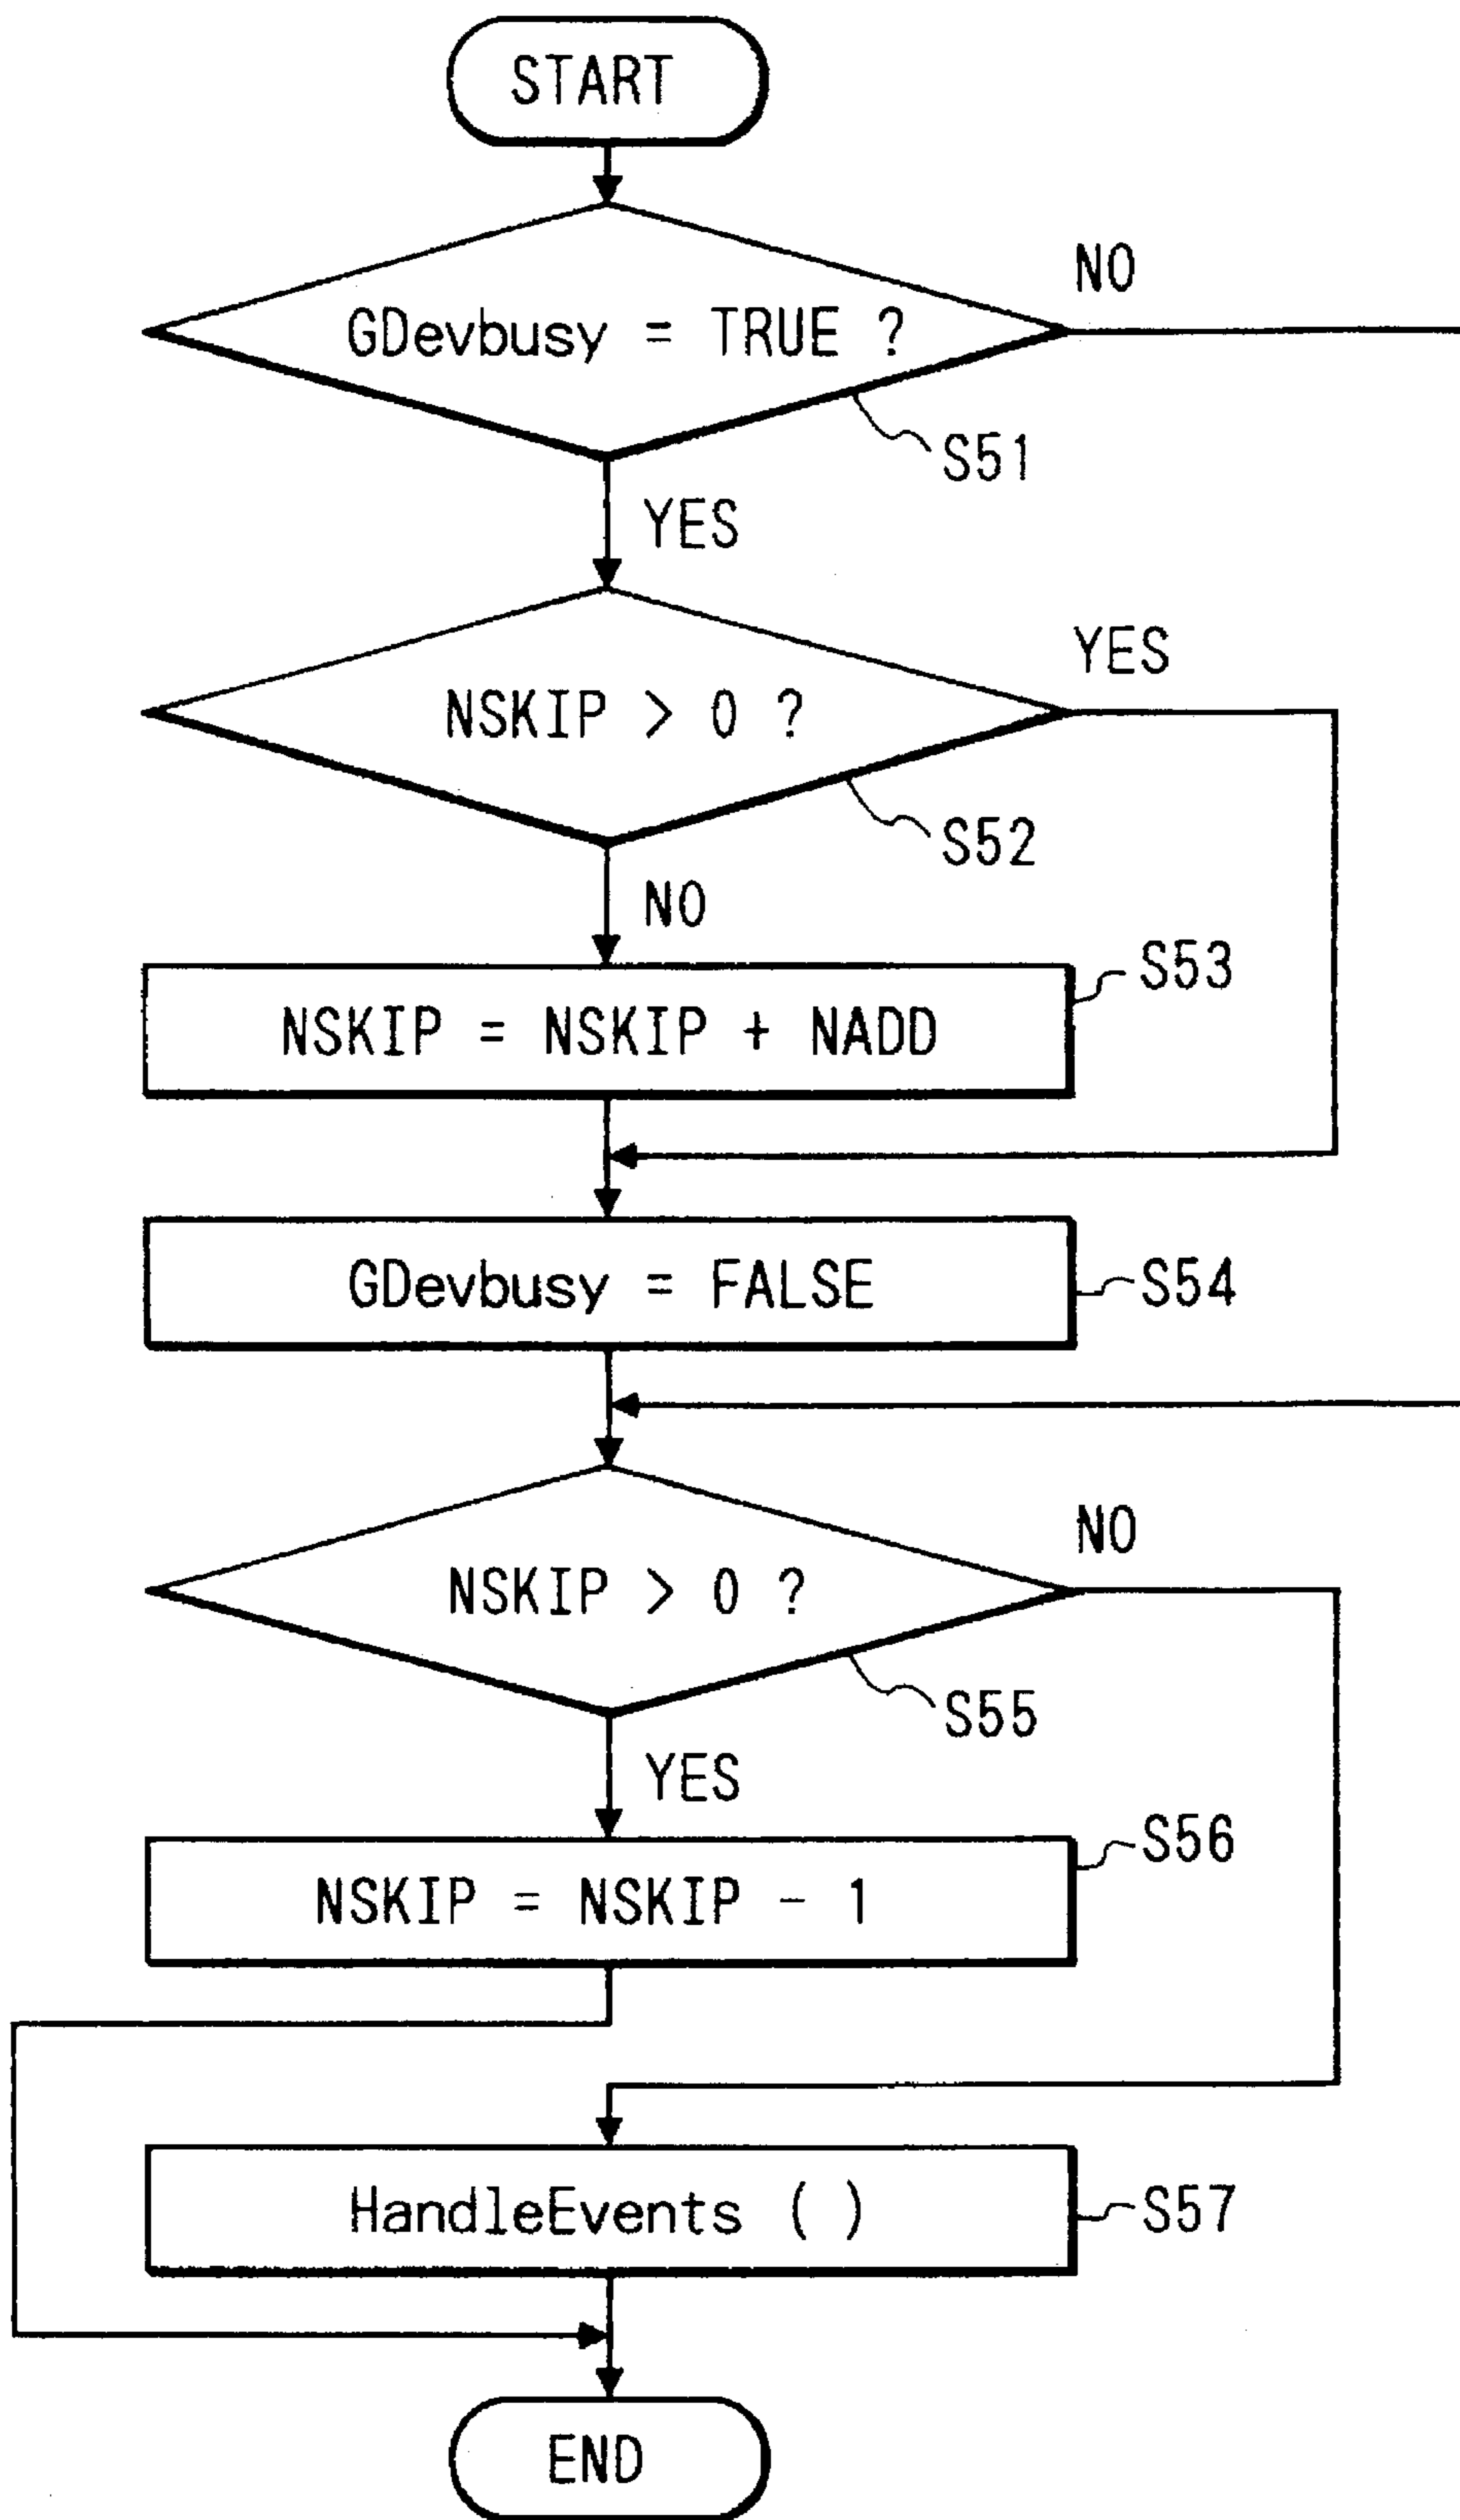 START
NO
GDevbusy = TRUE ?
S51
YES
YES
NSKIP > 0 ?
S52
NO
S53
NSKIP = NSKIP + NADD
GDevbusy = FALSE
S54
NO
NSKIP > 0 ?
S55
YES
S56
NSKIP = NSKIP - 1
HandleEvents ( )
S57
END